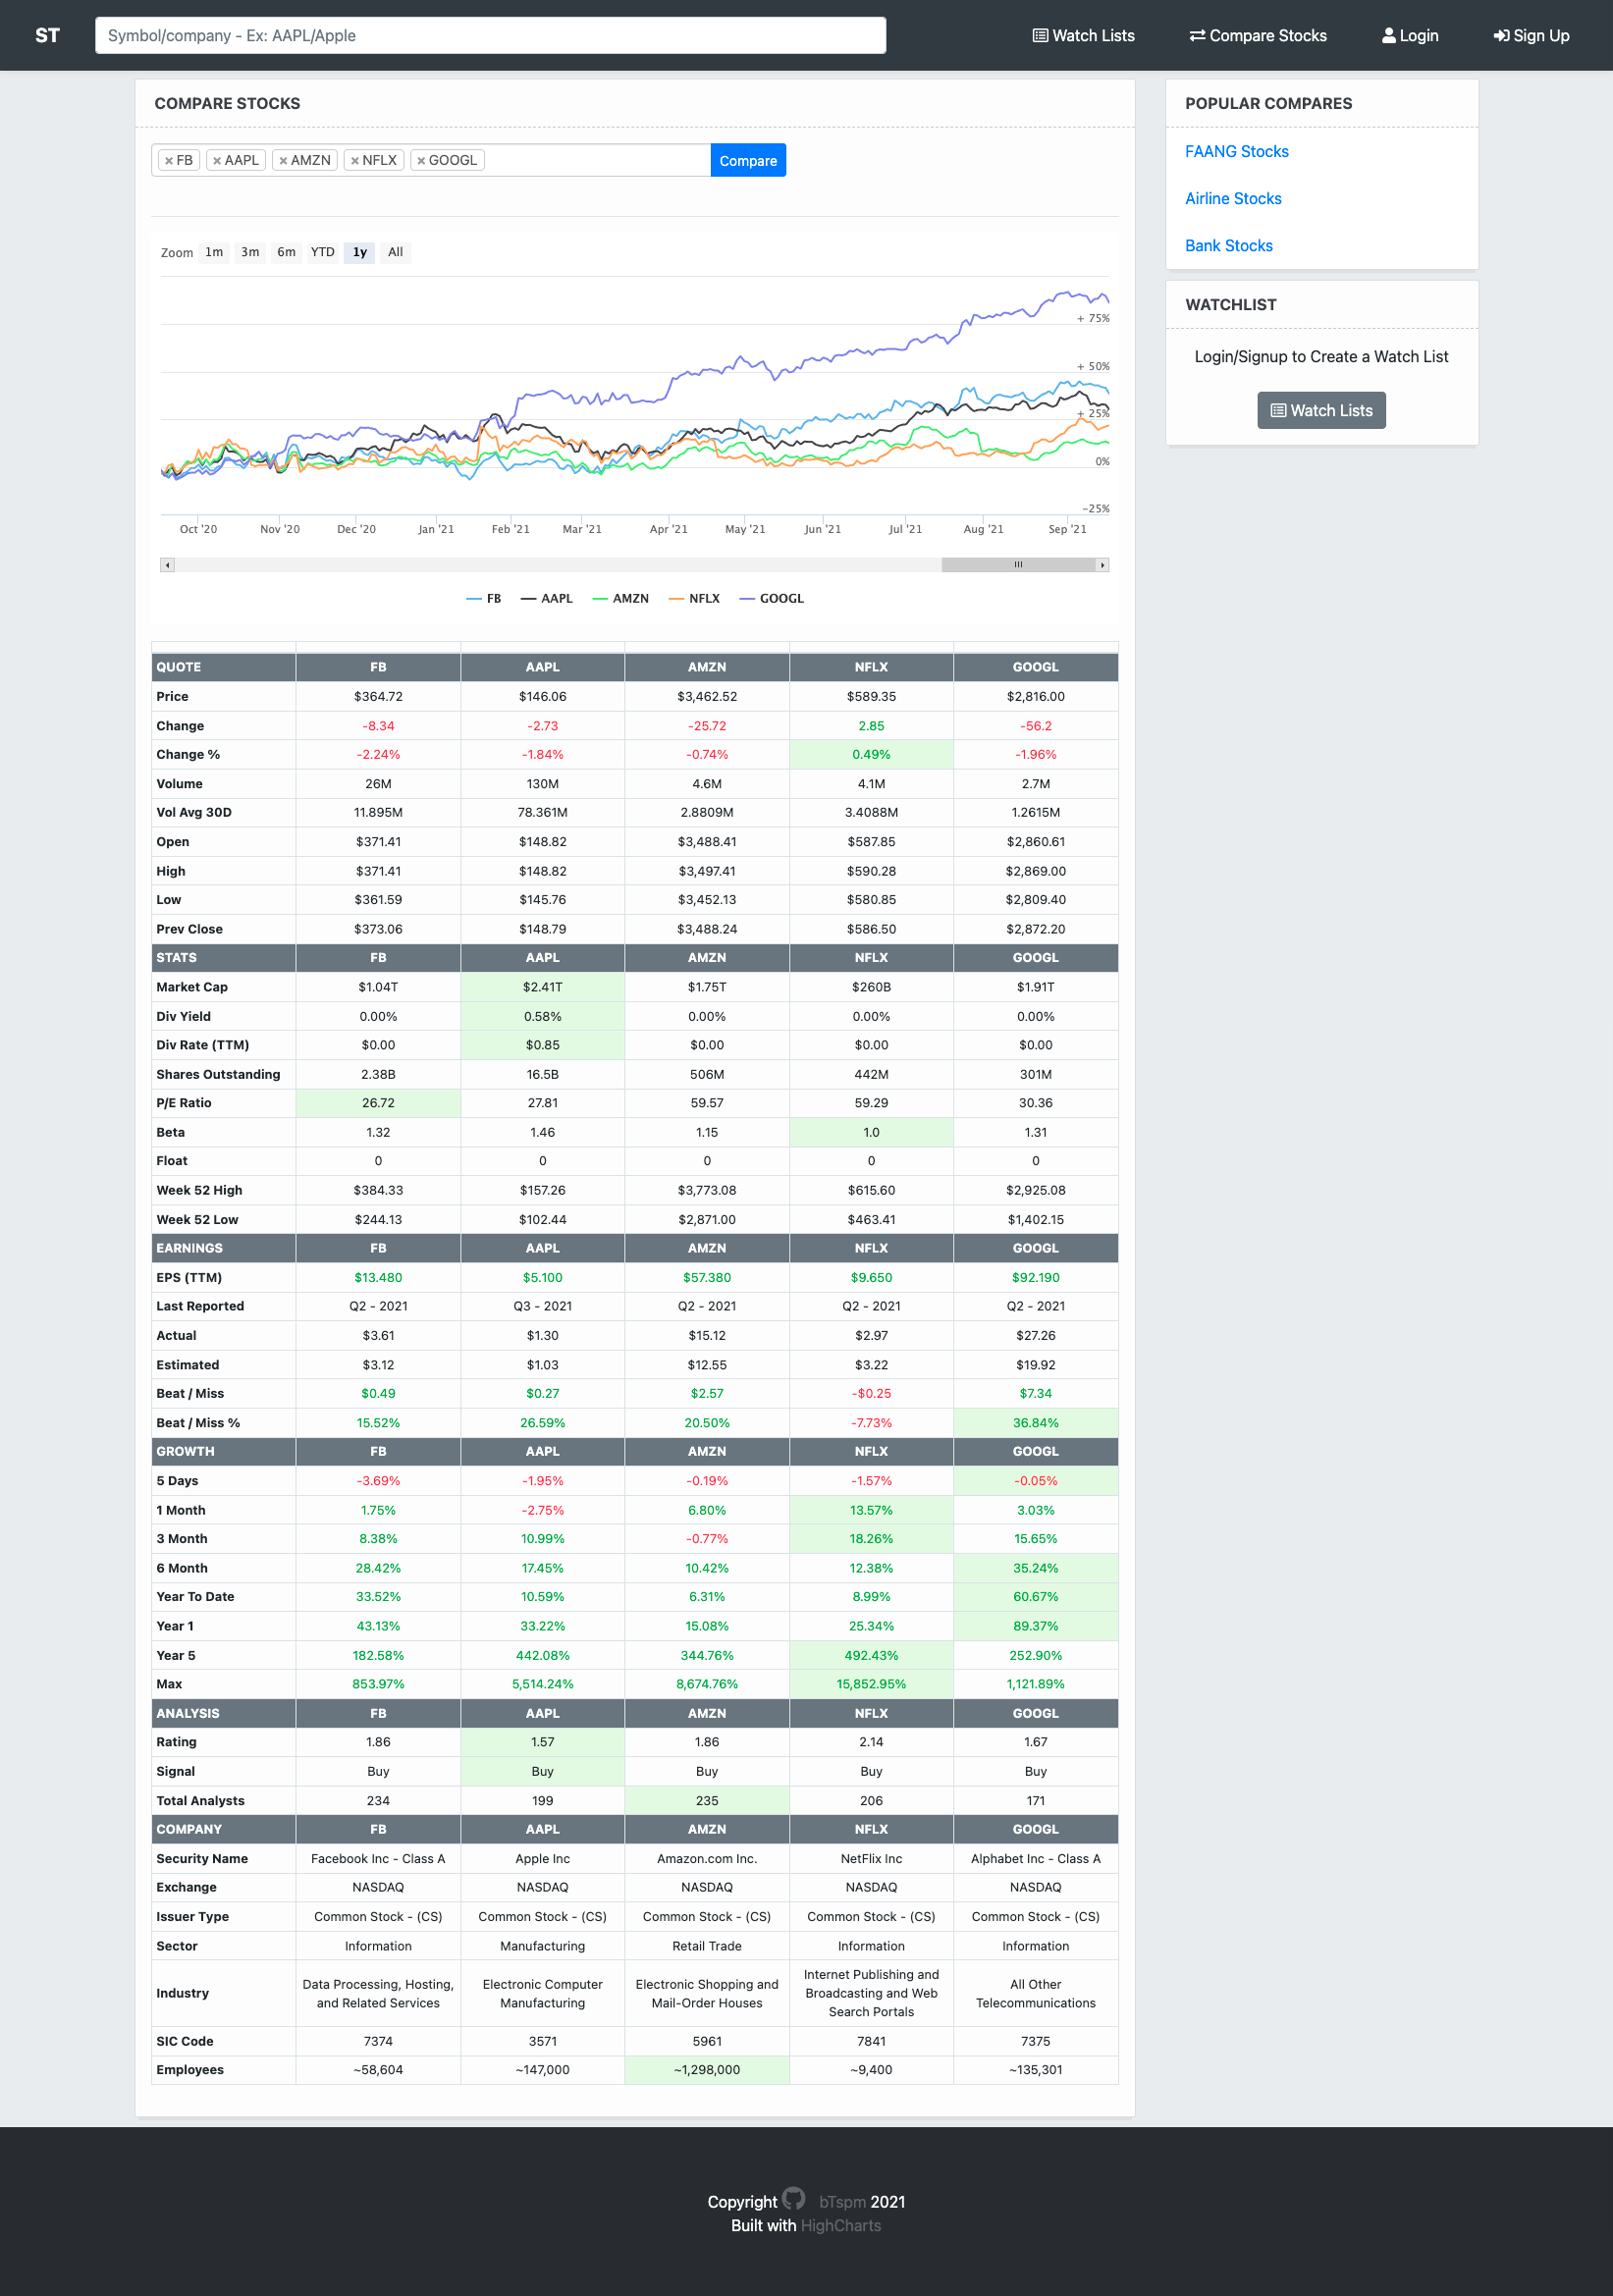 ST
Symbol/company - Ex: AAPL/Apple
Watch Lists
Compare Stocks
Login
Sign Up
COMPARE STOCKS
× FB × AAPL × AMZN × NFLX × GOOGL
Compare
POPULAR COMPARES
FAANG Stocks
Airline Stocks
Bank Stocks
WATCHLIST
Login/Signup to Create a Watch List
Watch Lists
Zoom 1m 3m 6m YTD 1y All
+ 75%
+ 50%
+ 25%
0%
-25%
Oct '20 Nov '20 Dec '20 Jan '21 Feb '21 Mar '21 Apr '21 May '21 Jun '21 Jul '21 Aug '21 Sep '21
FB AAPL AMZN NFLX GOOGL
QUOTE FB AAPL AMZN NFLX GOOGL
Price $364.72 $146.06 $3,462.52 $589.35 $2,816.00
Change -8.34 -2.73 -25.72 2.85 -56.2
Change % -2.24% -1.84% -0.74% 0.49% -1.96%
Volume 26M 130M 4.6M 4.1M 2.7M
Vol Avg 30D 11.895M 78.361M 2.8809M 3.4088M 1.2615M
Open $371.41 $148.82 $3,488.41 $587.85 $2,860.61
High $371.41 $148.82 $3,497.41 $590.28 $2,869.00
Low $361.59 $145.76 $3,452.13 $580.85 $2,809.40
Prev Close $373.06 $148.79 $3,488.24 $586.50 $2,872.20
STATS FB AAPL AMZN NFLX GOOGL
Market Cap $1.04T $2.41T $1.75T $260B $1.91T
Div Yield 0.00% 0.58% 0.00% 0.00% 0.00%
Div Rate (TTM) $0.00 $0.85 $0.00 $0.00 $0.00
Shares Outstanding 2.38B 16.5B 506M 442M 301M
P/E Ratio 26.72 27.81 59.57 59.29 30.36
Beta 1.32 1.46 1.15 1.0 1.31
Float 0 0 0 0 0
Week 52 High $384.33 $157.26 $3,773.08 $615.60 $2,925.08
Week 52 Low $244.13 $102.44 $2,871.00 $463.41 $1,402.15
EARNINGS FB AAPL AMZN NFLX GOOGL
EPS (TTM) $13.480 $5.100 $57.380 $9.650 $92.190
Last Reported Q2 - 2021 Q3 - 2021 Q2 - 2021 Q2 - 2021 Q2 - 2021
Actual $3.61 $1.30 $15.12 $2.97 $27.26
Estimated $3.12 $1.03 $12.55 $3.22 $19.92
Beat / Miss $0.49 $0.27 $2.57 -$0.25 $7.34
Beat / Miss % 15.52% 26.59% 20.50% -7.73% 36.84%
GROWTH FB AAPL AMZN NFLX GOOGL
5 Days -3.69% -1.95% -0.19% -1.57% -0.05%
1 Month 1.75% -2.75% 6.80% 13.57% 3.03%
3 Month 8.38% 10.99% -0.77% 18.26% 15.65%
6 Month 28.42% 17.45% 10.42% 12.38% 35.24%
Year To Date 33.52% 10.59% 6.31% 8.99% 60.67%
Year 1 43.13% 33.22% 15.08% 25.34% 89.37%
Year 5 182.58% 442.08% 344.76% 492.43% 252.90%
Max 853.97% 5,514.24% 8,674.76% 15,852.95% 1,121.89%
ANALYSIS FB AAPL AMZN NFLX GOOGL
Rating 1.86 1.57 1.86 2.14 1.67
Signal Buy Buy Buy Buy Buy
Total Analysts 234 199 235 206 171
COMPANY FB AAPL AMZN NFLX GOOGL
Security Name Facebook Inc - Class A Apple Inc Amazon.com Inc. NetFlix Inc Alphabet Inc - Class A
Exchange NASDAQ NASDAQ NASDAQ NASDAQ NASDAQ
Issuer Type Common Stock - (CS) Common Stock - (CS) Common Stock - (CS) Common Stock - (CS) Common Stock - (CS)
Sector Information Manufacturing Retail Trade Information Information
Industry
Data Processing, Hosting,
and Related Services
Electronic Computer
Manufacturing
Electronic Shopping and
Mail-Order Houses
Internet Publishing and
Broadcasting and Web
Search Portals
All Other
Telecommunications
SIC Code 7374 3571 5961 7841 7375
Employees ~58,604 ~147,000 ~1,298,000 ~9,400 ~135,301
Copyright bTspm 2021
Built with HighCharts